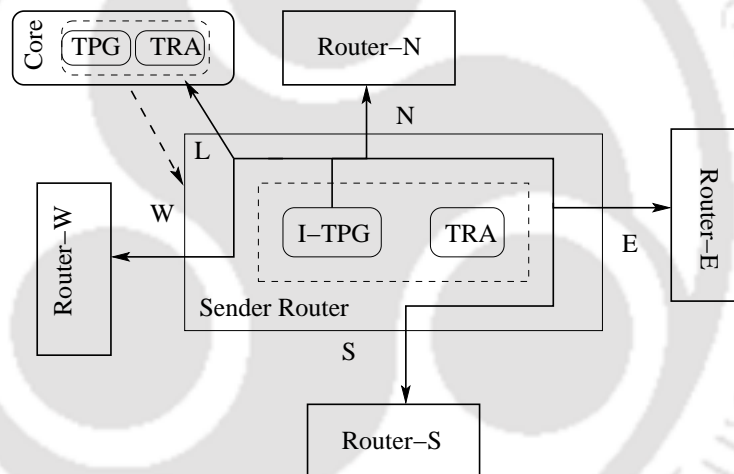 Core
TPG
TRA
Router–N
N
L
W
Router–W
I–TPG
TRA
E
Router–E
Sender Router
S
Router–S